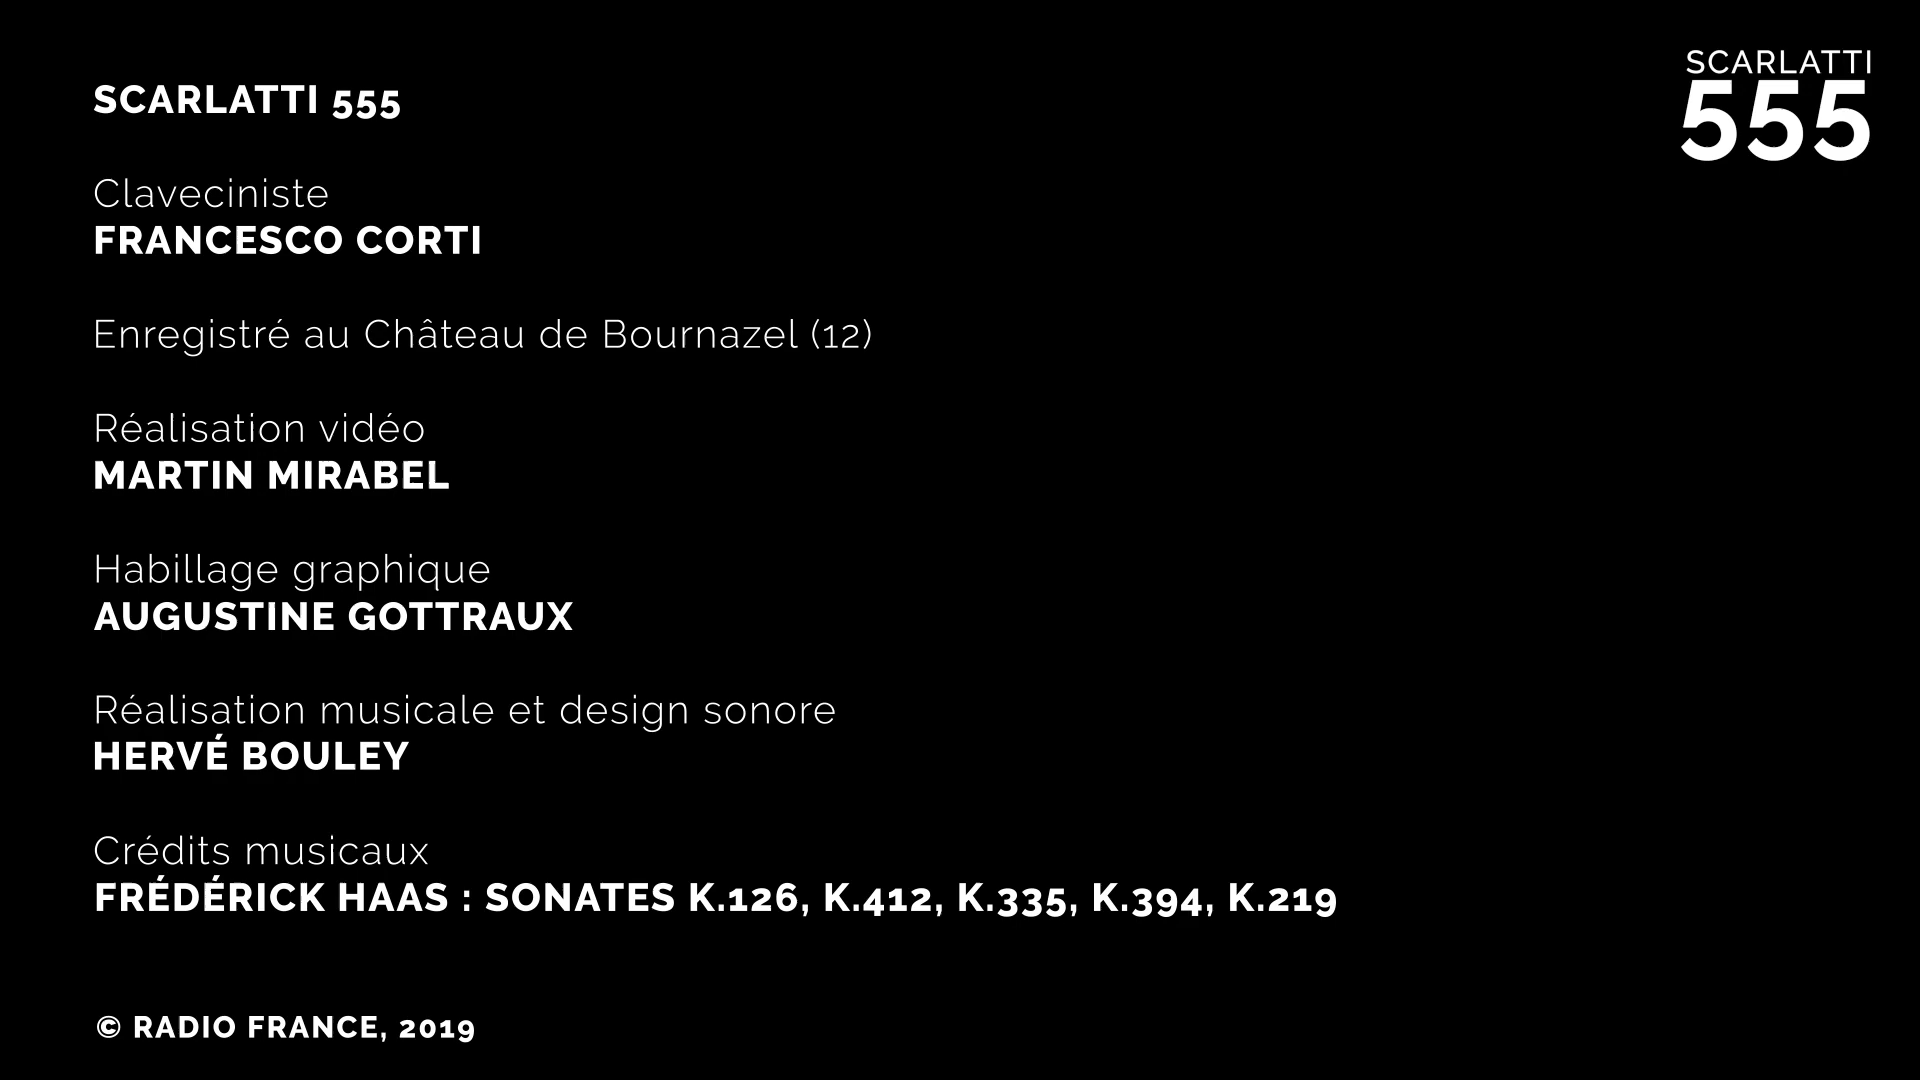 SCARLATTI 555
SCARLATTI
555
Claveciniste
FRANCESCO CORTI
Enregistré au Château de Bournazel (12)
Réalisation vidéo
MARTIN MIRABEL
Habillage graphique
AUGUSTINE GOTTRAUX
Réalisation musicale et design sonore
HERVÉ BOULEY
Crédits musicaux
FRÉDÉRICK HAAS : SONATES K.126, K.412, K.335, K.394, K.219
© RADIO FRANCE, 2019